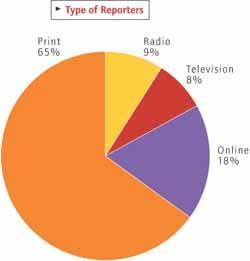 Type of Reporters
Print
65%
Radio
9%
Television
8%
Online
18%